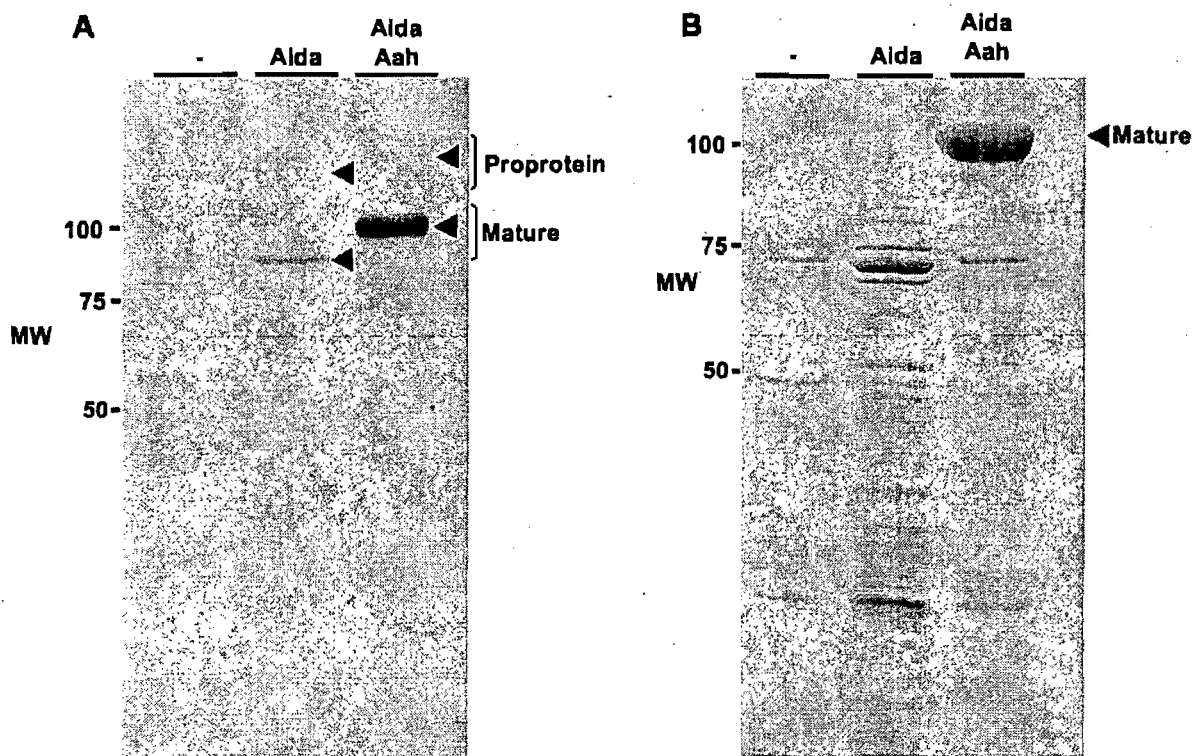 A
- Aida Aida Aah
Proprotein
100- Mature
75-
MW
50-
B
- Aida Aida Aah
100- Mature
75-
MW
50-